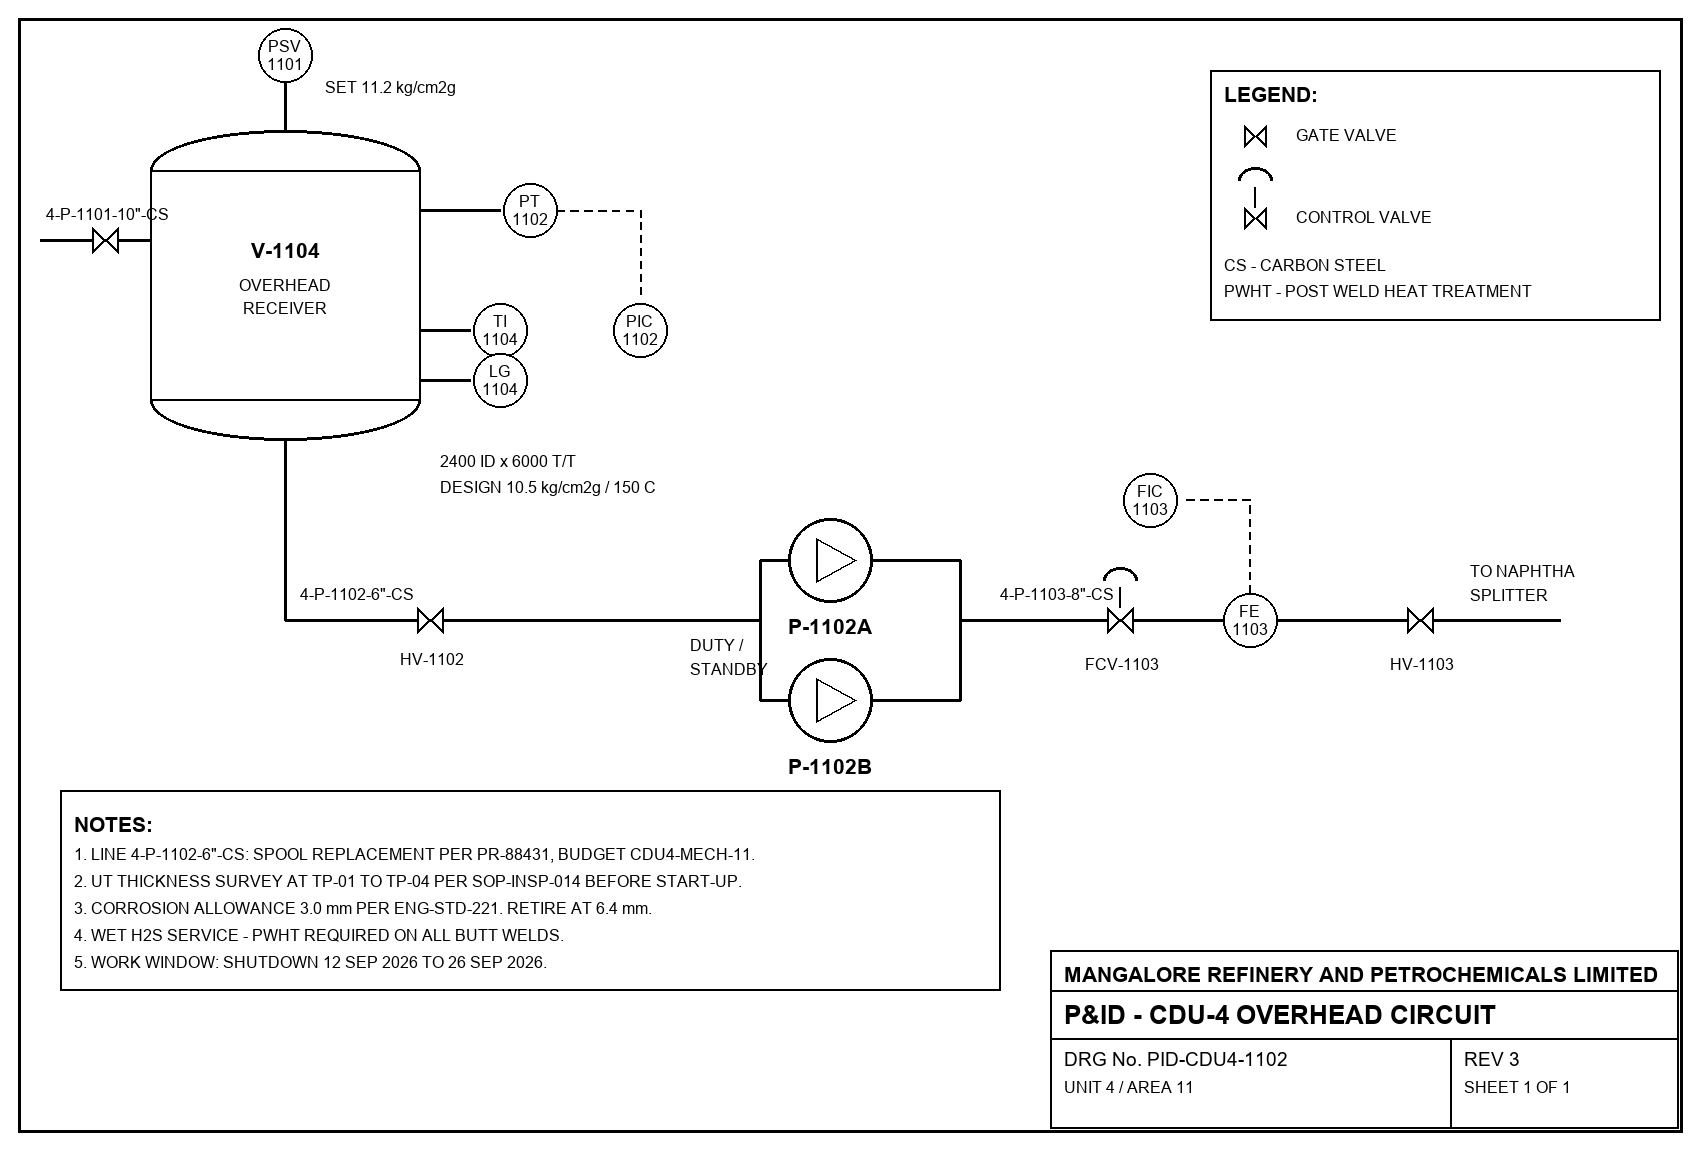 PSV
1101
SET 11.2 kg/cm2g
4-P-1101-10"-CS
V-1104
OVERHEAD
RECEIVER
PT
1102
PIC
1102
TI
1104
LG
1104
2400 ID x 6000 T/T
DESIGN 10.5 kg/cm2g / 150 C
LEGEND:
GATE VALVE
CONTROL VALVE
CS - CARBON STEEL
PWHT - POST WELD HEAT TREATMENT
4-P-1102-6"-CS
HV-1102
DUTY /
STANDBY
P-1102A
P-1102B
4-P-1103-8"-CS
FCV-1103
FIC
1103
FE
1103
HV-1103
TO NAPHTHA
SPLITTER
NOTES:
1. LINE 4-P-1102-6"-CS: SPOOL REPLACEMENT PER PR-88431, BUDGET CDU4-MECH-11.
2. UT THICKNESS SURVEY AT TP-01 TO TP-04 PER SOP-INSP-014 BEFORE START-UP.
3. CORROSION ALLOWANCE 3.0 mm PER ENG-STD-221. RETIRE AT 6.4 mm.
4. WET H2S SERVICE - PWHT REQUIRED ON ALL BUTT WELDS.
5. WORK WINDOW: SHUTDOWN 12 SEP 2026 TO 26 SEP 2026.
MANGALORE REFINERY AND PETROCHEMICALS LIMITED
P&ID - CDU-4 OVERHEAD CIRCUIT
DRG No. PID-CDU4-1102
REV 3
UNIT 4 / AREA 11
SHEET 1 OF 1